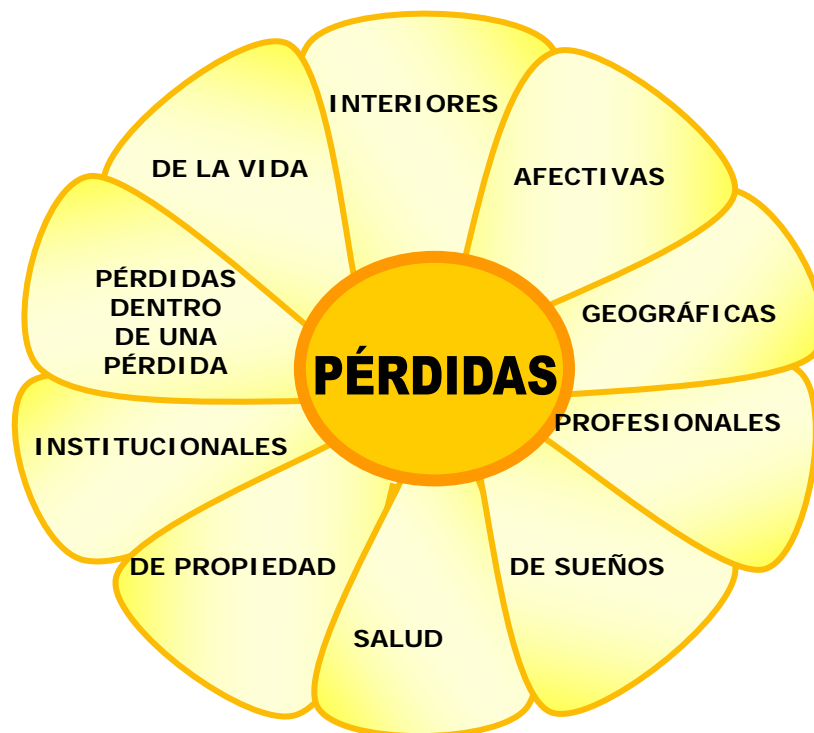 INTERIORES
AFECTIVAS
DE LA VIDA
PÉRDIDAS
DENTRO
DE UNA
PÉRDIDA
GEOGRÁFICAS
PÉRDIDAS
PROFESIONALES
INSTITUCIONALES
DE PROPIEDAD
DE SUEÑOS
SALUD